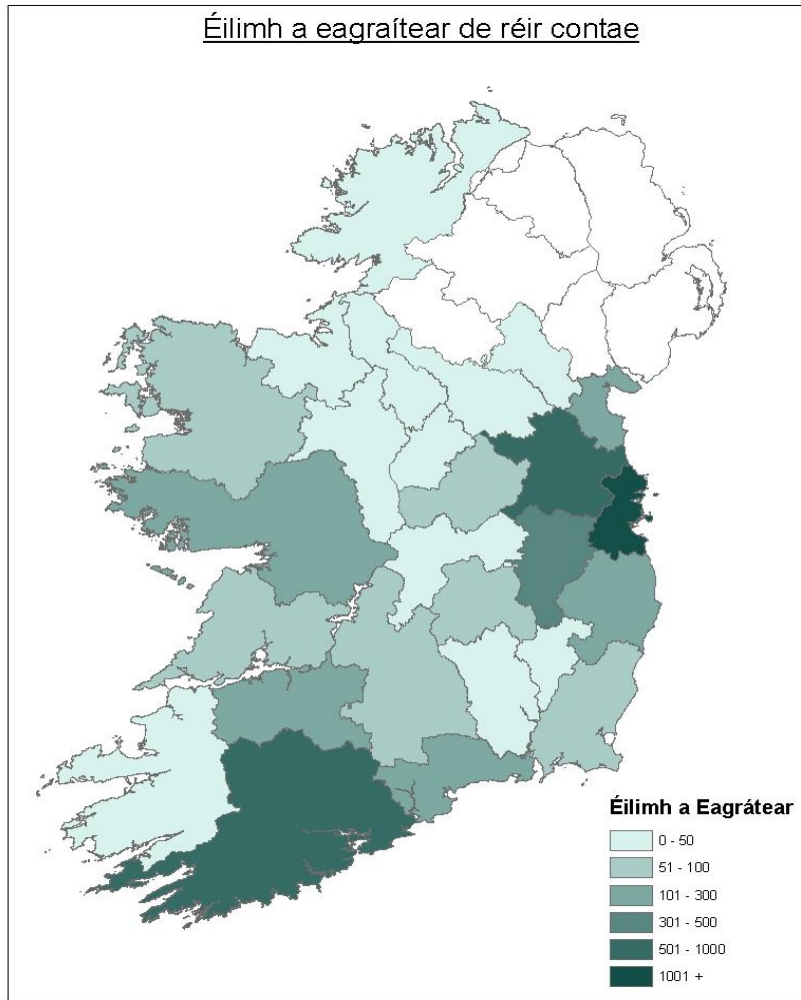 Éilimh a eagraítear de réir contae
Éilimh a Eagrátear
0 - 50
51 - 100
101 - 300
301 - 500
501 - 1000
1001 +